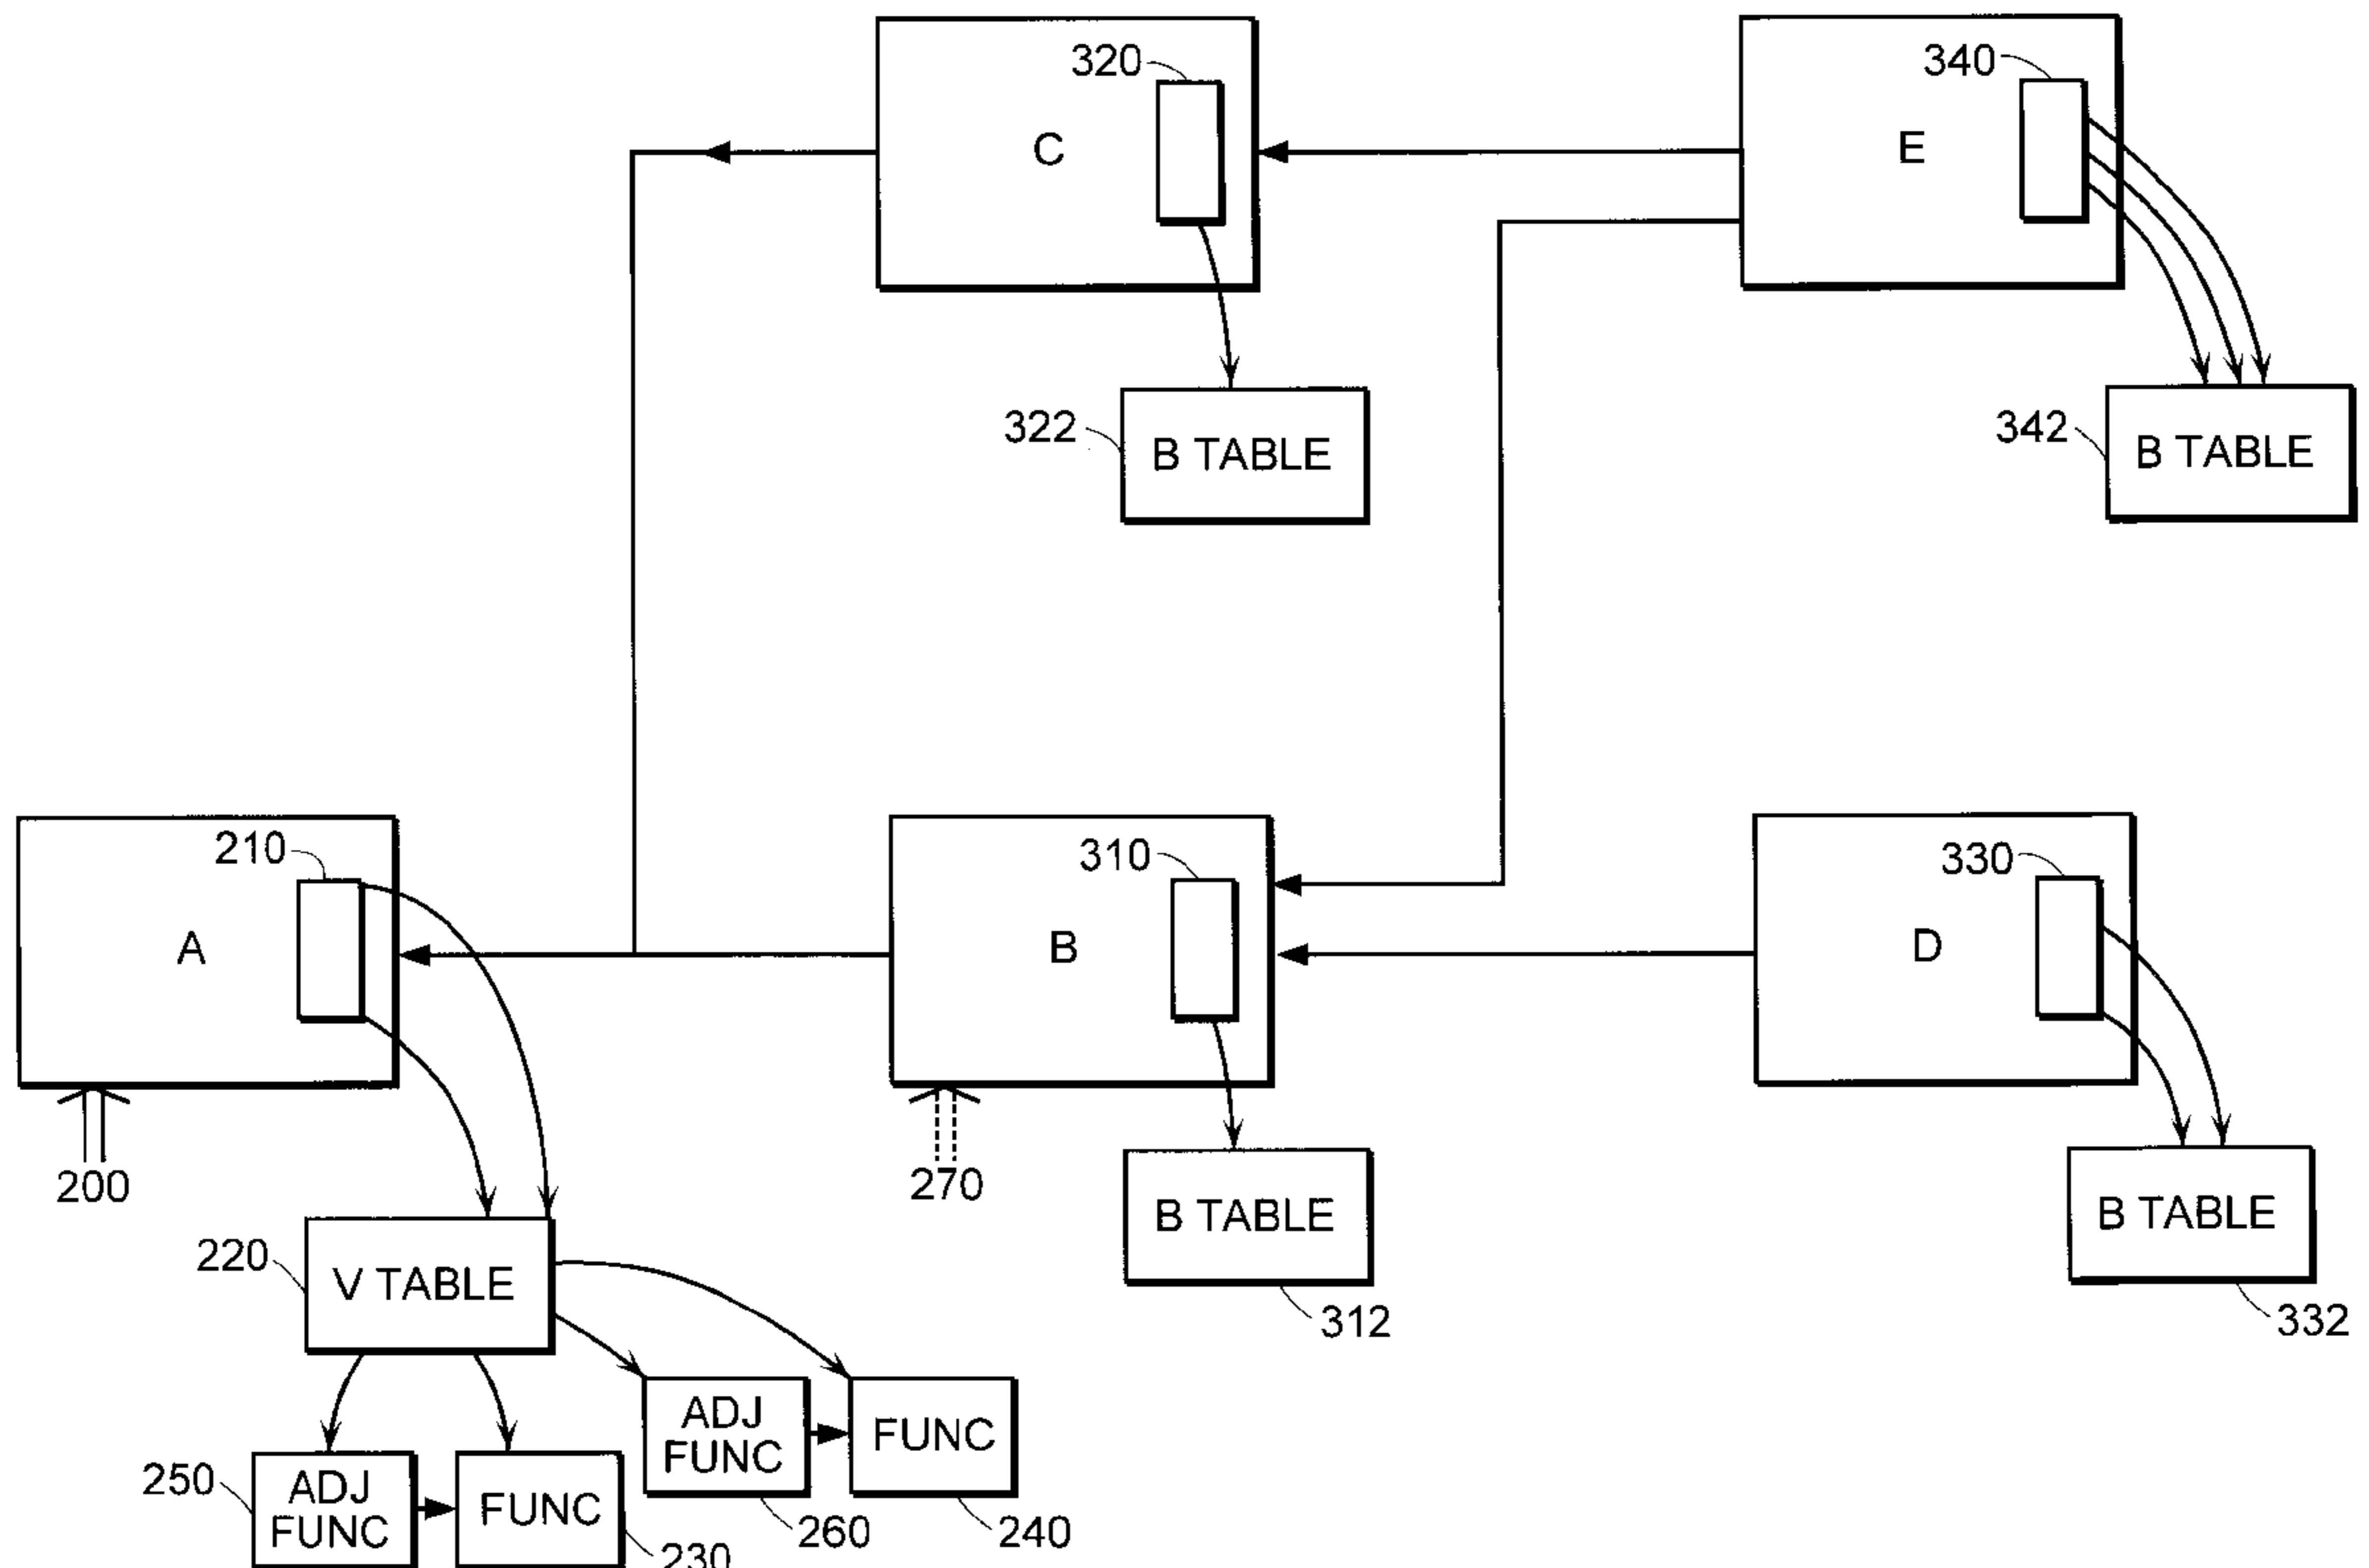 320
340
C
E
322
B TABLE
342
B TABLE
210
310
330
A
B
D
200
270
220
V TABLE
B TABLE
B TABLE
312
332
ADJ
FUNC
FUNC
250
ADJ
FUNC
FUNC
260
240
230